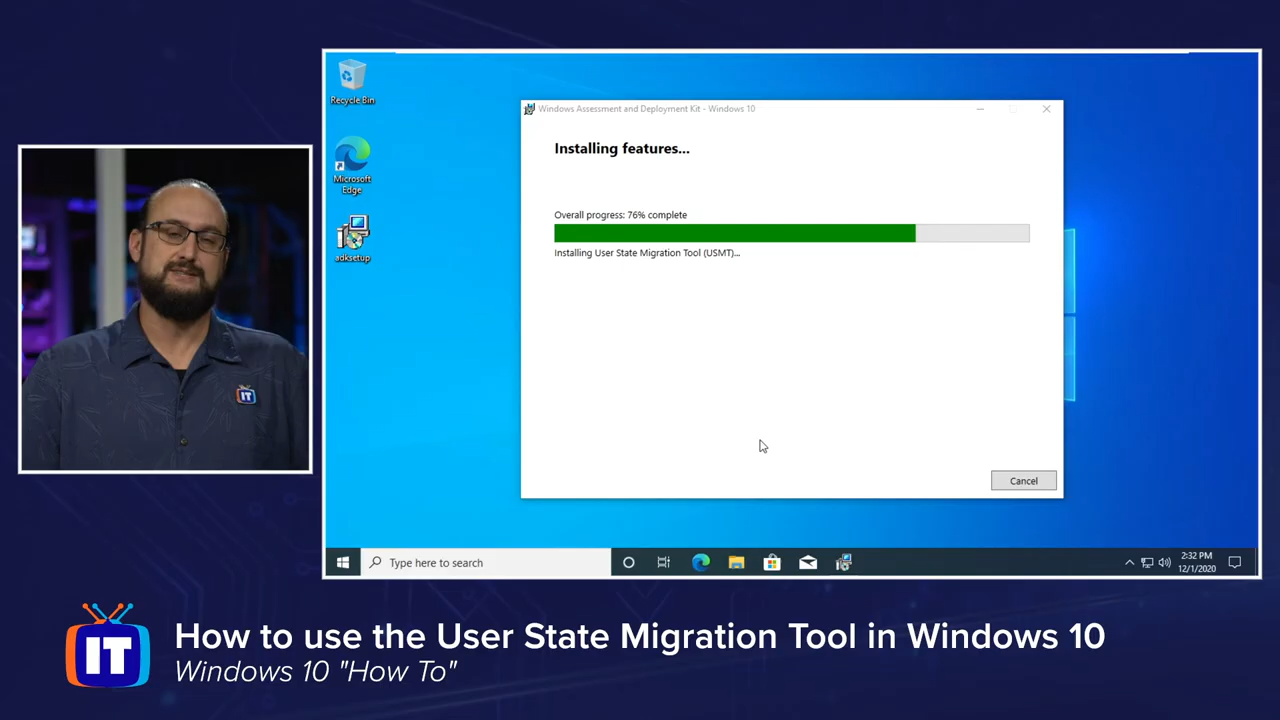 Recycle Bin
Microsoft
Edge
adksetup
Windows Assessment and Deployment Kit - Windows 10
Installing features...
Overall progress: 76% complete
Installing User State Migration Tool (USMT)...
Cancel
Type here to search
2:32 PM
12/1/2020
IT
IT
How to use the User State Migration Tool in Windows 10
Windows 10 "How To"